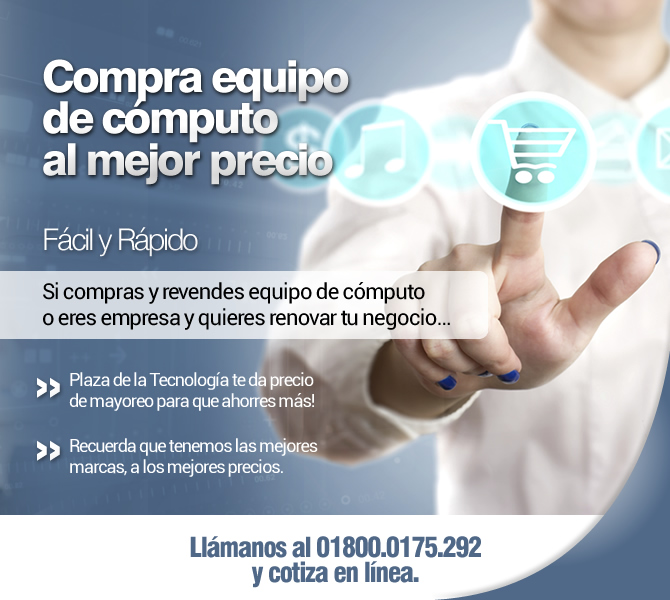 Compra equipo
de cómputo
al mejor precio
Fácil y Rápido
Si compras y revendes equipo de cómputo
o eres empresa y quieres renovar tu negocio...
Plaza de la Tecnología te da precio
de mayoreo para que ahorres más!
Recuerda que tenemos las mejores
marcas, a los mejores precios.
Llámanos al 01800.0175.292
y cotiza en línea.